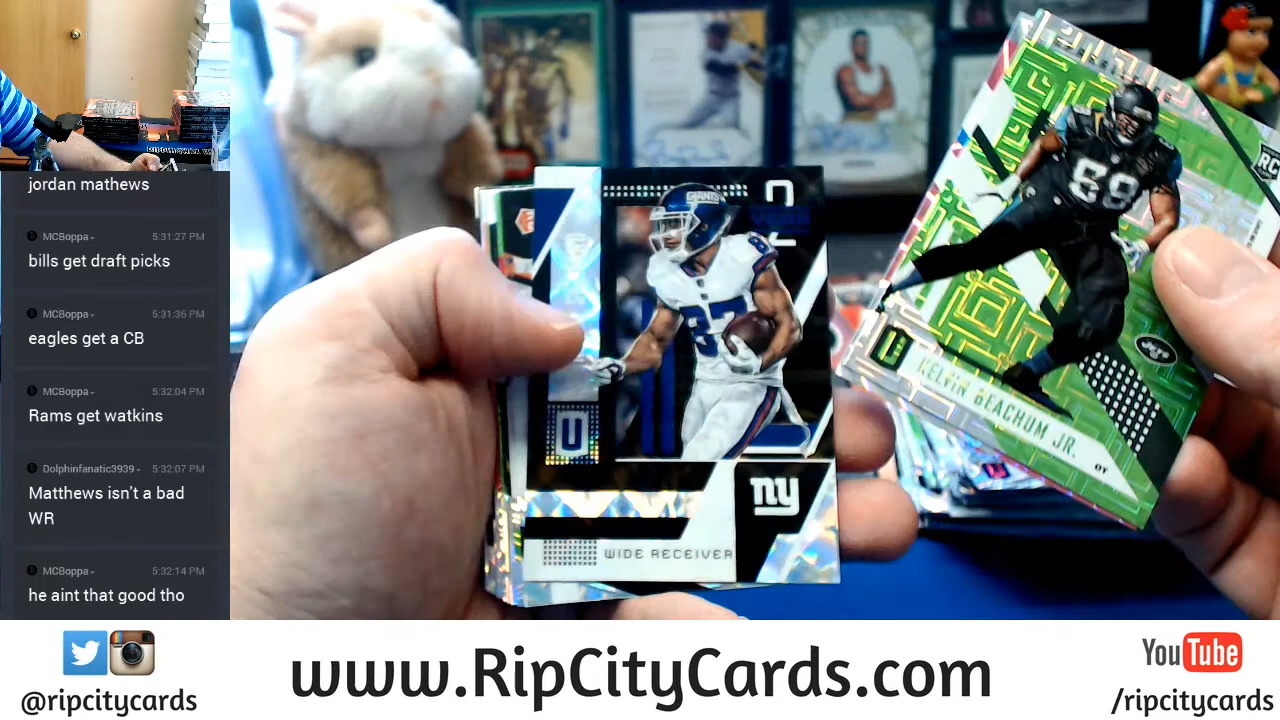 jordan mathews
MCBoppa 5:31:27 PM
bills get draft picks
MCBoppa 5:31:36 PM
eagles get a CB
MCBoppa 5:32:04 PM
Rams get watkins
Dolphinfanatic3939 5:32:07 PM
Matthews isn't a bad
WR
MCBoppa 5:32:14 PM
he aint that good tho
GIANTS
87
U
ny
WIDE RECEIVER
RC
88
U
KELVIN BEACHUM JR.
OT
@ripcitycards
www.RipCityCards.com
YouTube
/ripcitycards